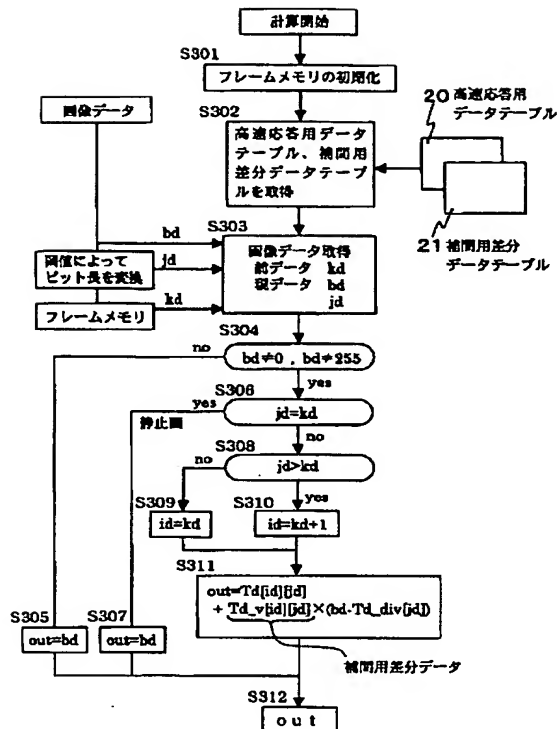 計算開始
S301
フレームメモリの初期化
画像データ
S302
高速応答用データ
テーブル、補間用
差分データテーブ
ルを取得
20 高速応答用
データテーブル
21 補間用差分
データテーブル
S303
bd
jd
kd
閾値によって
ビット長を変換
フレームメモリ
画像データ取得
前データ kd
現データ bd
jd
S304
no
bd≠0 , bd≠255
yes
S306
yes
静止画
jd=kd
no
S308
no
jd>kd
yes
S309
id=kd
S310
id=kd+1
S311
out=Td[id][jd]
+ Td_v[id][jd]×(bd-Td_div[jd])
補間用差分データ
S305
out=bd
S307
out=bd
S312
out